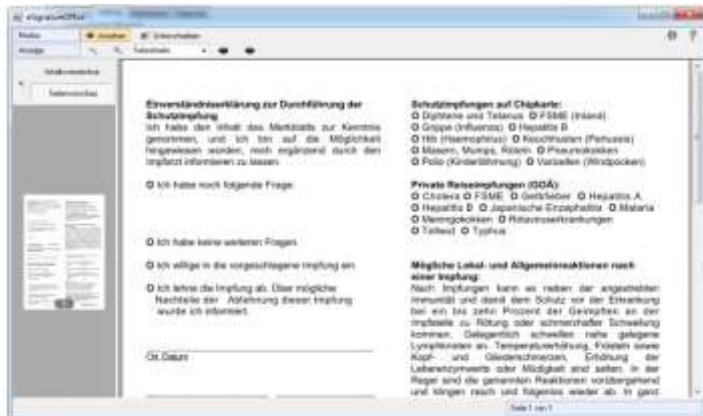 eSignatureOffice
Modus
Ansehen
Unterschreiben
Anzeige
Seitenbreite
Inhaltsverzeichnis
Seitenvorschau
Einverständniserklärung zur Durchführung der
Schutzimpfung
Ich habe den Inhalt des Merkblatts zur Kenntnis
genommen, und ich bin auf die Möglichkeit
hingewiesen worden, mich ergänzend durch den
Impfarzt informieren zu lassen.
O Ich habe noch folgende Frage:
O Ich habe keine weiteren Fragen.
O Ich willige in die vorgeschlagene Impfung ein.
O Ich lehne die Impfung ab. Über mögliche
Nachteile der Ablehnung dieser Impfung
wurde ich informiert.
Ort, Datum
Schutzimpfungen auf Chipkarte:
O Diphterie und Tetanus O FSME (Inland)
O Grippe (Influenza) O Hepatitis B
O Hib (Haemophilus) O Keuchhusten (Pertussis)
O Masern, Mumps, Röteln O Pneumokokken
O Polio (Kinderlähmung) O Varizellen (Windpocken)
Private Reiseimpfungen (GOÄ):
O Cholera O FSME O Gelbfieber O Hepatitis A
O Hepatitis B O Japanische Enzephalitis O Malaria
O Meningokokken O Rotaviruserkrankungen
O Tollwut O Typhus
Mögliche Lokal- und Allgemeinreaktionen nach
einer Impfung:
Nach Impfungen kann es neben der angestrebten
Immunität und damit dem Schutz vor der Erkrankung
bei ein bis zehn Prozent der Geimpften an der
Impfstelle zu Rötung oder schmerzhafter Schwellung
kommen. Gelegentlich schwellen nahe gelegene
Lymphknoten an. Temperaturerhöhung, Frösteln sowie
Kopf- und Gliederschmerzen, Erhöhung der
Leberenzymwerte oder Müdigkeit sind selten. In der
Regel sind die genannten Reaktionen vorübergehend
und klingen rasch und folgenlos wieder ab. In ganz
Seite 1 von 1